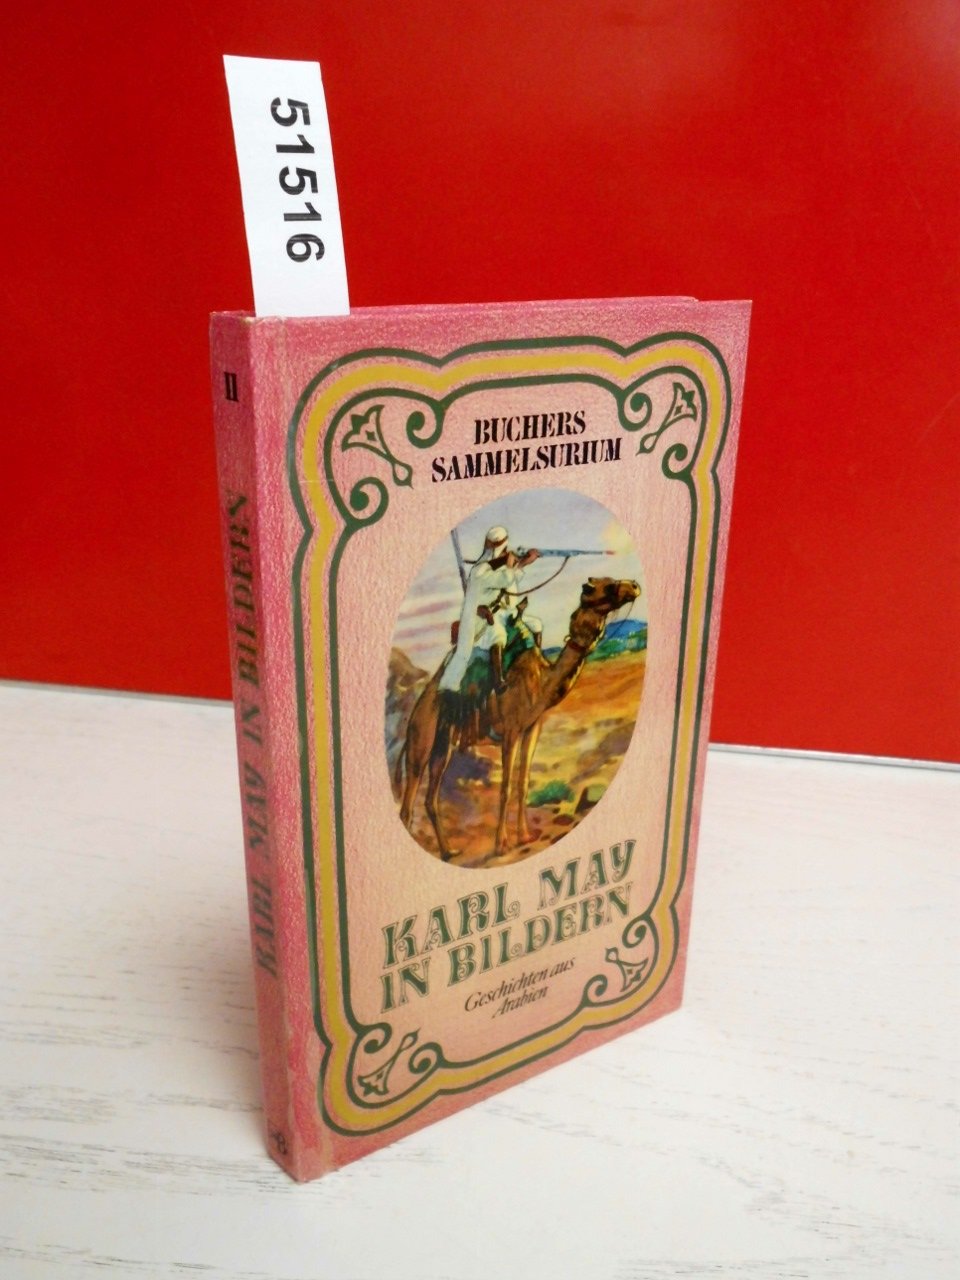 51516
BUCHERS
SAMMELSURIUM
KARL MAY
IN BILDERN
Geschichten aus
Arabien
II
KARL MAY IN BILDERN